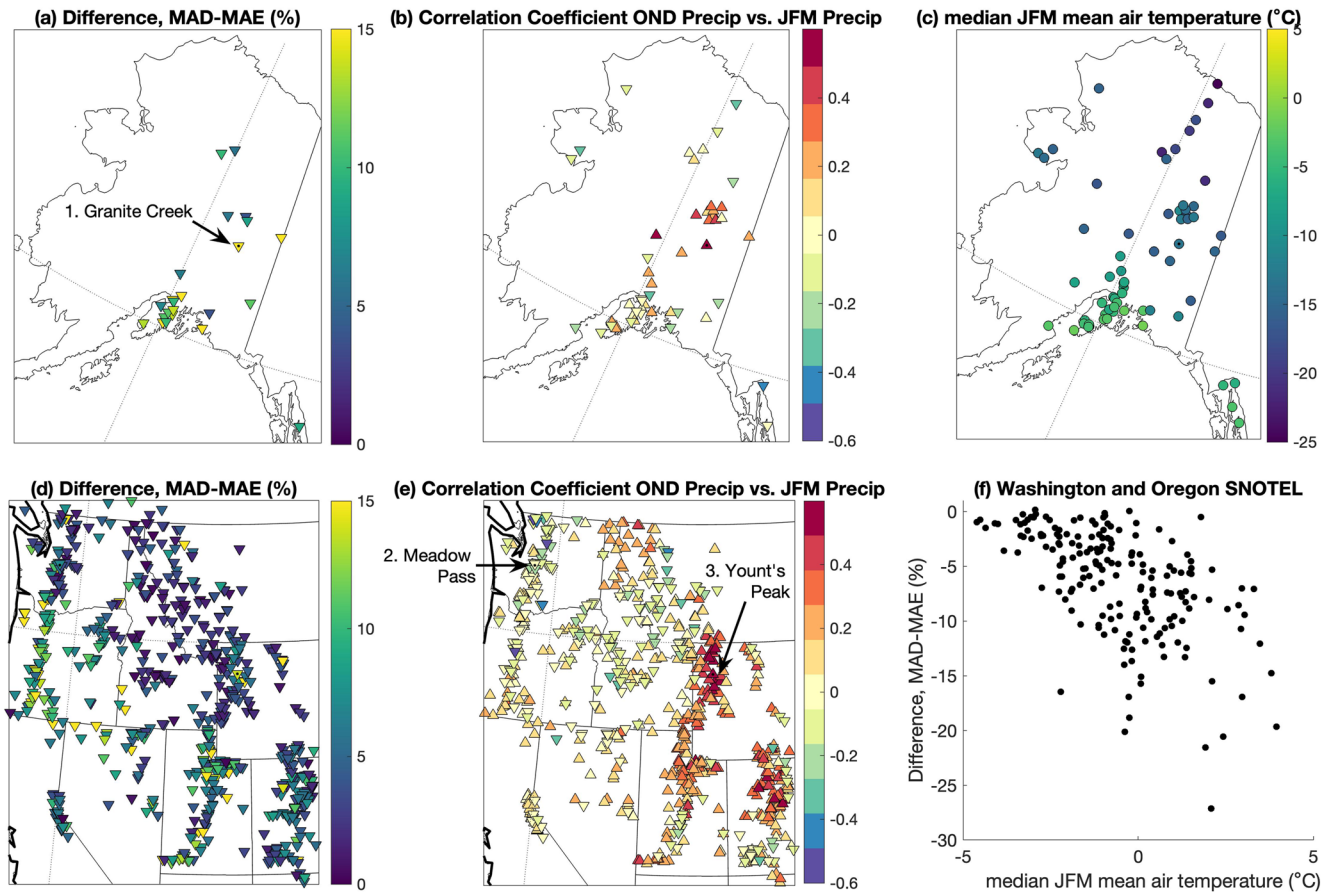 (a) Difference, MAD-MAE (%)
15
10
5
0
1. Granite Creek
(b) Correlation Coefficient OND Precip vs. JFM Precip
0.4
0.2
0
-0.2
-0.4
-0.6
(c) median JFM mean air temperature (°C)
5
0
-5
-10
-15
-20
-25
(d) Difference, MAD-MAE (%)
15
10
5
0
(e) Correlation Coefficient OND Precip vs. JFM Precip
2. Meadow
Pass
3. Yount's
Peak
0.4
0.2
0
-0.2
-0.4
-0.6
(f) Washington and Oregon SNOTEL
Difference, MAD-MAE (%)
0
-5
-10
-15
-20
-25
-30
-5
0
5
median JFM mean air temperature (°C)